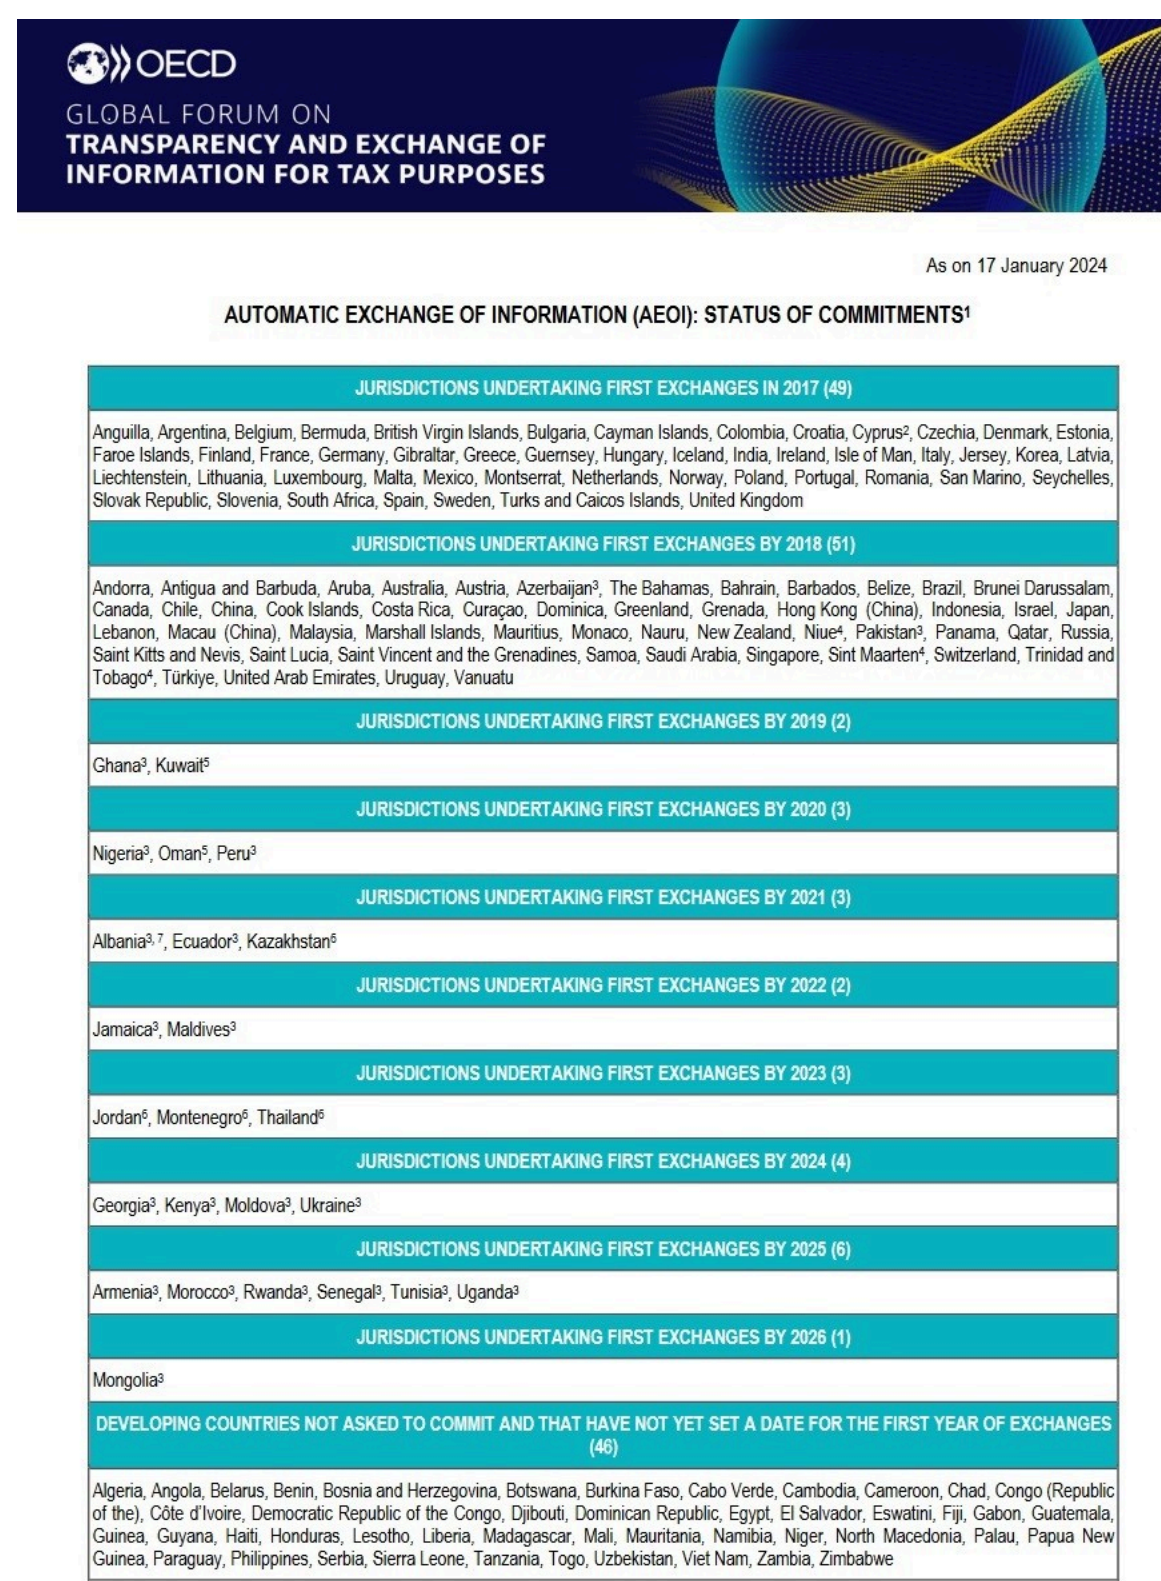 OECD
GLOBAL FORUM ON
TRANSPARENCY AND EXCHANGE OF
INFORMATION FOR TAX PURPOSES
As on 17 January 2024
AUTOMATIC EXCHANGE OF INFORMATION (AEOI): STATUS OF COMMITMENTS¹
JURISDICTIONS UNDERTAKING FIRST EXCHANGES IN 2017 (49)
Anguilla, Argentina, Belgium, Bermuda, British Virgin Islands, Bulgaria, Cayman Islands, Colombia, Croatia, Cyprus², Czechia, Denmark, Estonia,
Faroe Islands, Finland, France, Germany, Gibraltar, Greece, Guernsey, Hungary, Iceland, India, Ireland, Isle of Man, Italy, Jersey, Korea, Latvia,
Liechtenstein, Lithuania, Luxembourg, Malta, Mexico, Montserrat, Netherlands, Norway, Poland, Portugal, Romania, San Marino, Seychelles,
Slovak Republic, Slovenia, South Africa, Spain, Sweden, Turks and Caicos Islands, United Kingdom
JURISDICTIONS UNDERTAKING FIRST EXCHANGES BY 2018 (51)
Andorra, Antigua and Barbuda, Aruba, Australia, Austria, Azerbaijan³, The Bahamas, Bahrain, Barbados, Belize, Brazil, Brunei Darussalam,
Canada, Chile, China, Cook Islands, Costa Rica, Curaçao, Dominica, Greenland, Grenada, Hong Kong (China), Indonesia, Israel, Japan,
Lebanon, Macau (China), Malaysia, Marshall Islands, Mauritius, Monaco, Nauru, New Zealand, Niue⁴, Pakistan³, Panama, Qatar, Russia,
Saint Kitts and Nevis, Saint Lucia, Saint Vincent and the Grenadines, Samoa, Saudi Arabia, Singapore, Sint Maarten⁴, Switzerland, Trinidad and
Tobago⁴, Türkiye, United Arab Emirates, Uruguay, Vanuatu
JURISDICTIONS UNDERTAKING FIRST EXCHANGES BY 2019 (2)
Ghana³, Kuwait⁵
JURISDICTIONS UNDERTAKING FIRST EXCHANGES BY 2020 (3)
Nigeria³, Oman⁵, Peru³
JURISDICTIONS UNDERTAKING FIRST EXCHANGES BY 2021 (3)
Albania³˒ ⁷, Ecuador³, Kazakhstan⁶
JURISDICTIONS UNDERTAKING FIRST EXCHANGES BY 2022 (2)
Jamaica³, Maldives³
JURISDICTIONS UNDERTAKING FIRST EXCHANGES BY 2023 (3)
Jordan⁶, Montenegro⁶, Thailand⁶
JURISDICTIONS UNDERTAKING FIRST EXCHANGES BY 2024 (4)
Georgia³, Kenya³, Moldova³, Ukraine³
JURISDICTIONS UNDERTAKING FIRST EXCHANGES BY 2025 (6)
Armenia³, Morocco³, Rwanda³, Senegal³, Tunisia³, Uganda³
JURISDICTIONS UNDERTAKING FIRST EXCHANGES BY 2026 (1)
Mongolia³
DEVELOPING COUNTRIES NOT ASKED TO COMMIT AND THAT HAVE NOT YET SET A DATE FOR THE FIRST YEAR OF EXCHANGES
(46)
Algeria, Angola, Belarus, Benin, Bosnia and Herzegovina, Botswana, Burkina Faso, Cabo Verde, Cambodia, Cameroon, Chad, Congo (Republic
of the), Côte d'Ivoire, Democratic Republic of the Congo, Djibouti, Dominican Republic, Egypt, El Salvador, Eswatini, Fiji, Gabon, Guatemala,
Guinea, Guyana, Haiti, Honduras, Lesotho, Liberia, Madagascar, Mali, Mauritania, Namibia, Niger, North Macedonia, Palau, Papua New
Guinea, Paraguay, Philippines, Serbia, Sierra Leone, Tanzania, Togo, Uzbekistan, Viet Nam, Zambia, Zimbabwe